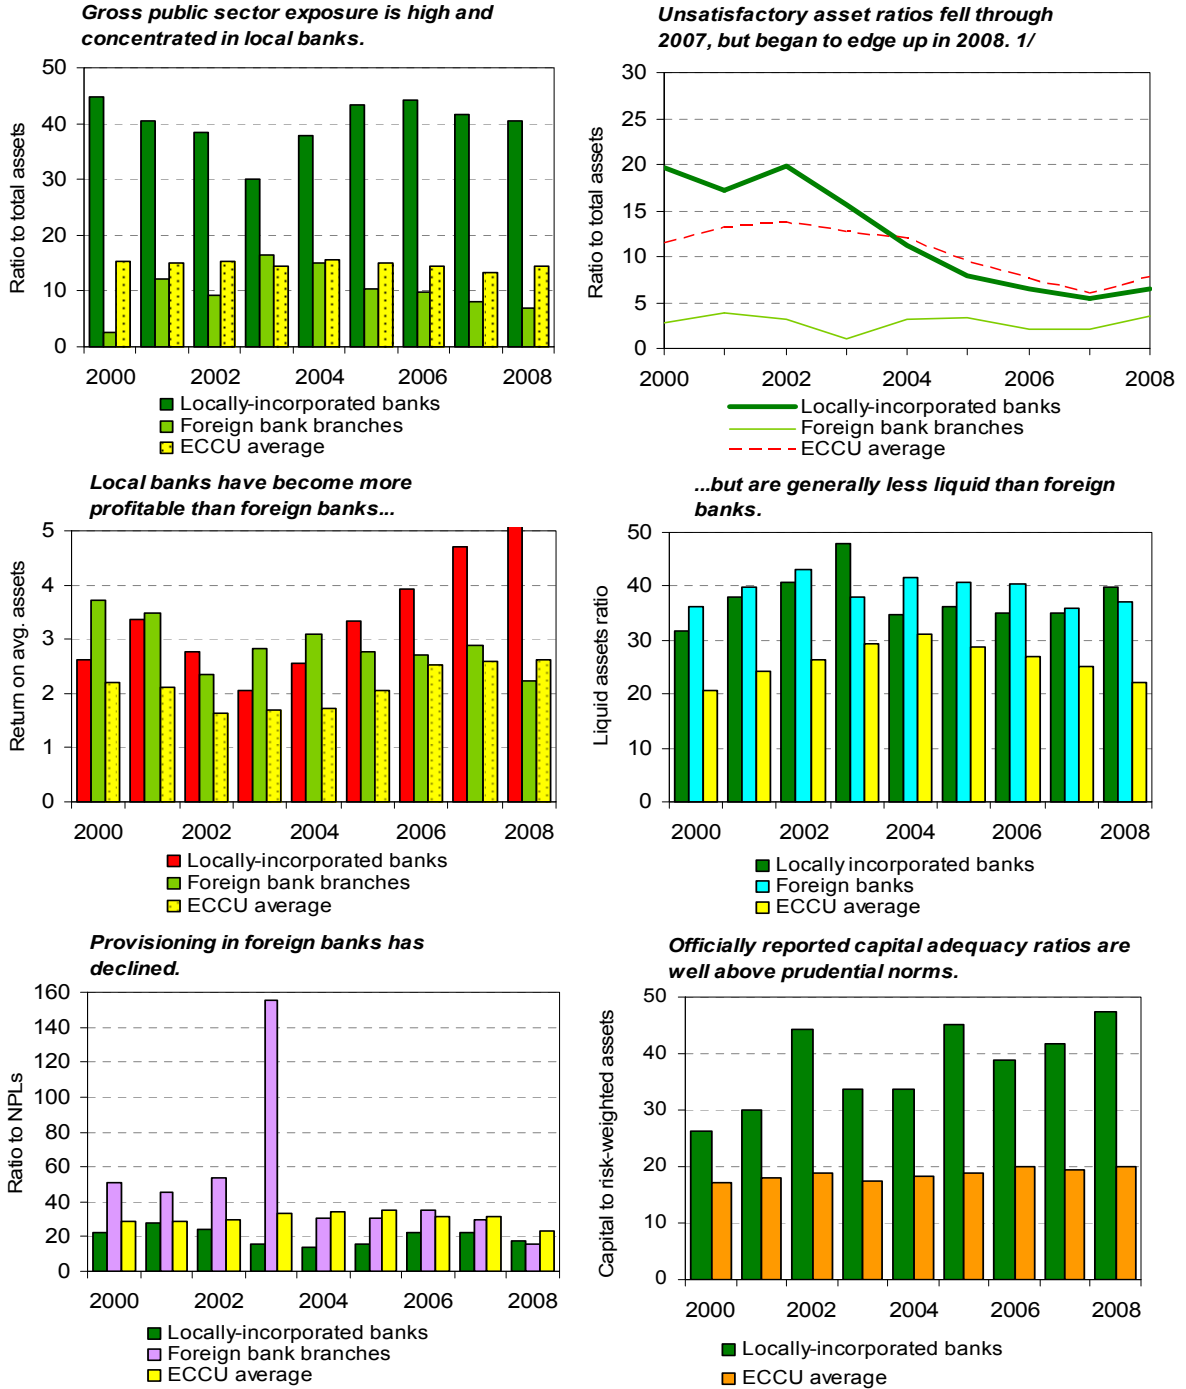 Gross public sector exposure is high and
concentrated in local banks.
Ratio to total assets
50
40
30
20
10
0
2000 2002 2004 2006 2008
Locally-incorporated banks
Foreign bank branches
ECCU average
Unsatisfactory asset ratios fell through
2007, but began to edge up in 2008. 1/
Ratio to total assets
30
25
20
15
10
5
0
2000 2002 2004 2006 2008
Locally-incorporated banks
Foreign bank branches
ECCU average
Local banks have become more
profitable than foreign banks...
Return on avg. assets
5
4
3
2
1
0
2000 2002 2004 2006 2008
Locally-incorporated banks
Foreign bank branches
ECCU average
...but are generally less liquid than foreign
banks.
Liquid assets ratio
50
40
30
20
10
0
2000 2002 2004 2006 2008
Locally incorporated banks
Foreign banks
ECCU average
Provisioning in foreign banks has
declined.
Ratio to NPLs
160
140
120
100
80
60
40
20
0
2000 2002 2004 2006 2008
Locally-incorporated banks
Foreign bank branches
ECCU average
Officially reported capital adequacy ratios are
well above prudential norms.
Capital to risk-weighted assets
50
40
30
20
10
0
2000 2002 2004 2006 2008
Locally-incorporated banks
ECCU average